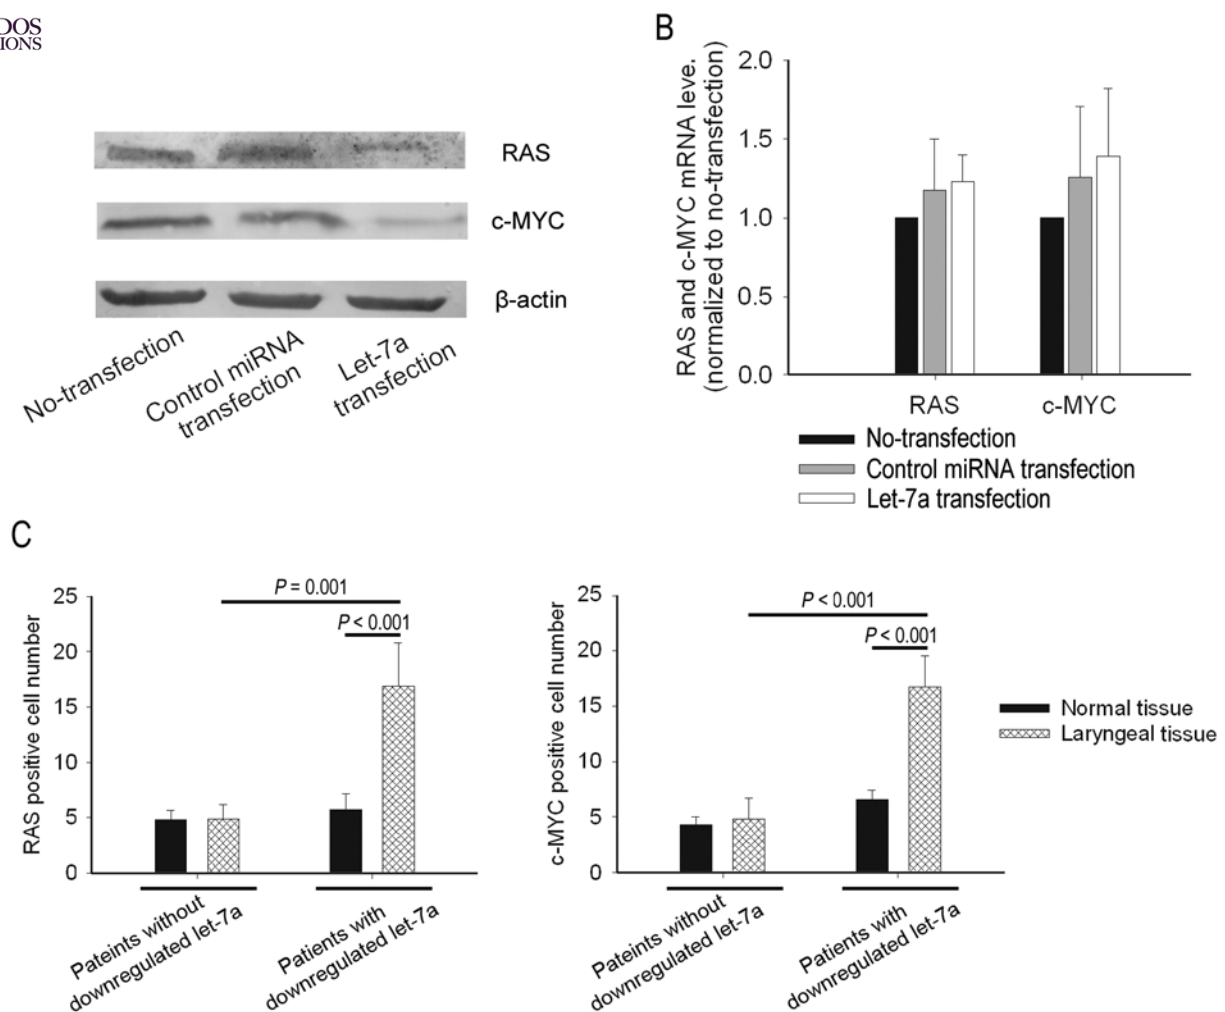 DOS
IONS
RAS
c-MYC
β-actin
No-transfection
Control miRNA
transfection
Let-7a
transfection
B
RAS and c-MYC mRNA leve.
(normalized to no-transfection)
2.0
1.5
1.0
0.5
0.0
RAS
c-MYC
No-transfection
Control miRNA transfection
Let-7a transfection
C
RAS positive cell number
25
20
15
10
5
0
P = 0.001
P < 0.001
Pateints without
downregulated let-7a
Patients with
downregulated let-7a
c-MYC positive cell number
25
20
15
10
5
0
P < 0.001
P < 0.001
Pateints without
downregulated let-7a
Patients with
downregulated let-7a
Normal tissue
Laryngeal tissue